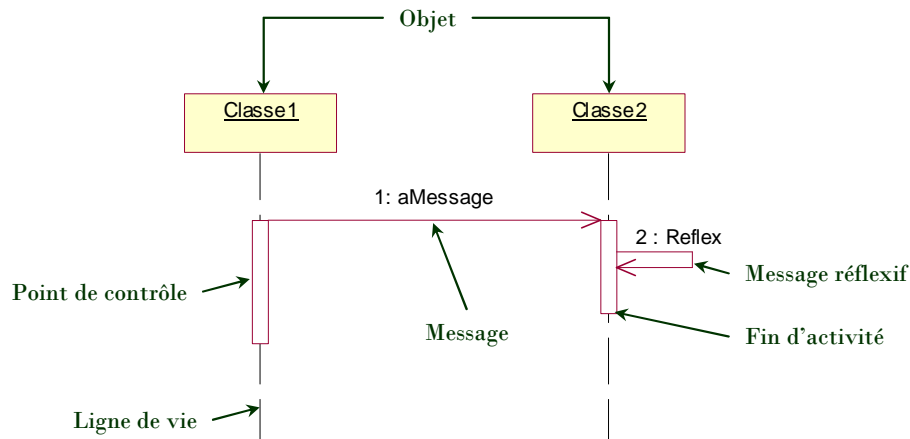 Objet
Classe1
Classe2
1: aMessage
2 : Reflex
Message réflexif
Point de contrôle
Message
Fin d'activité
Ligne de vie